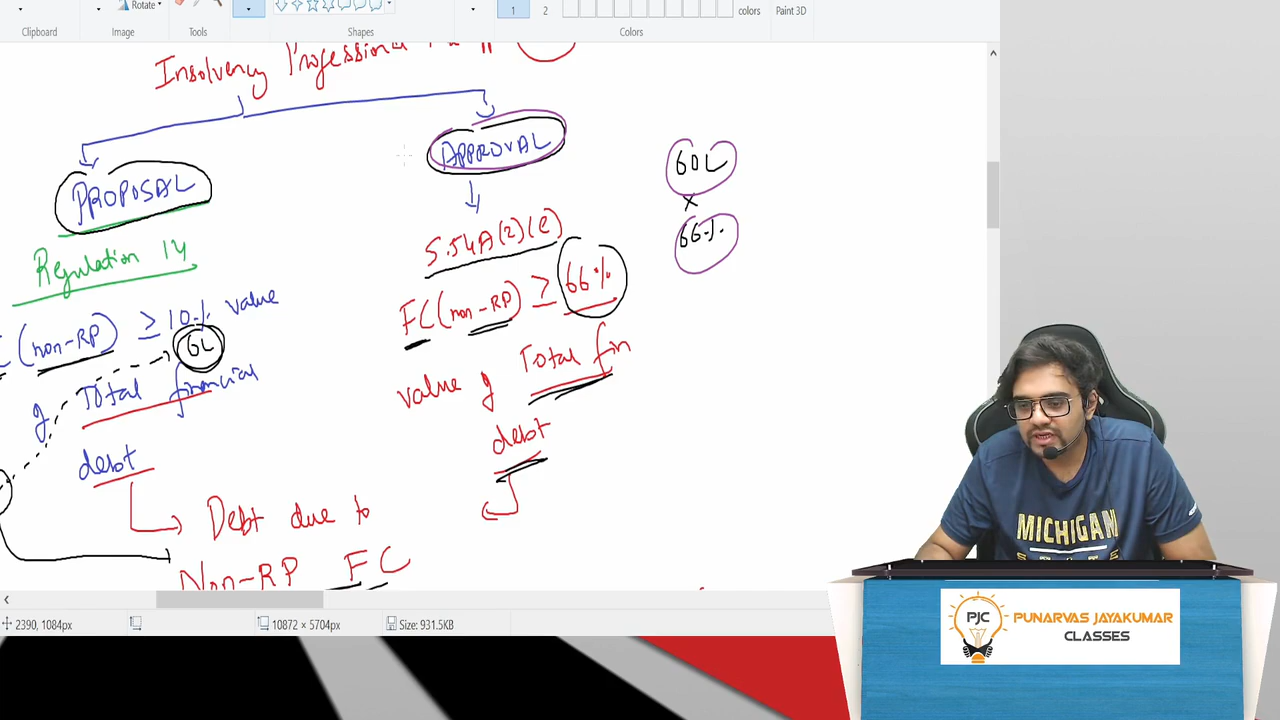 Rotate
1
2
colors
Paint 3D
Clipboard
Image
Tools
Shapes
Colors
Insolvency Professional
PROPOSAL
Regulation 14
(non-RP) ≥ 10% value
6L
of Total financial
debt
Debt due to
Non-RP FC
APPROVAL
S.54A(2)(e)
FC (non-RP) ≥ 66%
value of Total fin
debt
60L
x
66%
2390, 1084px
10872 × 5704px
Size: 931.5KB
MICHIGAN
PJC
PUNARVAS JAYAKUMAR
CLASSES